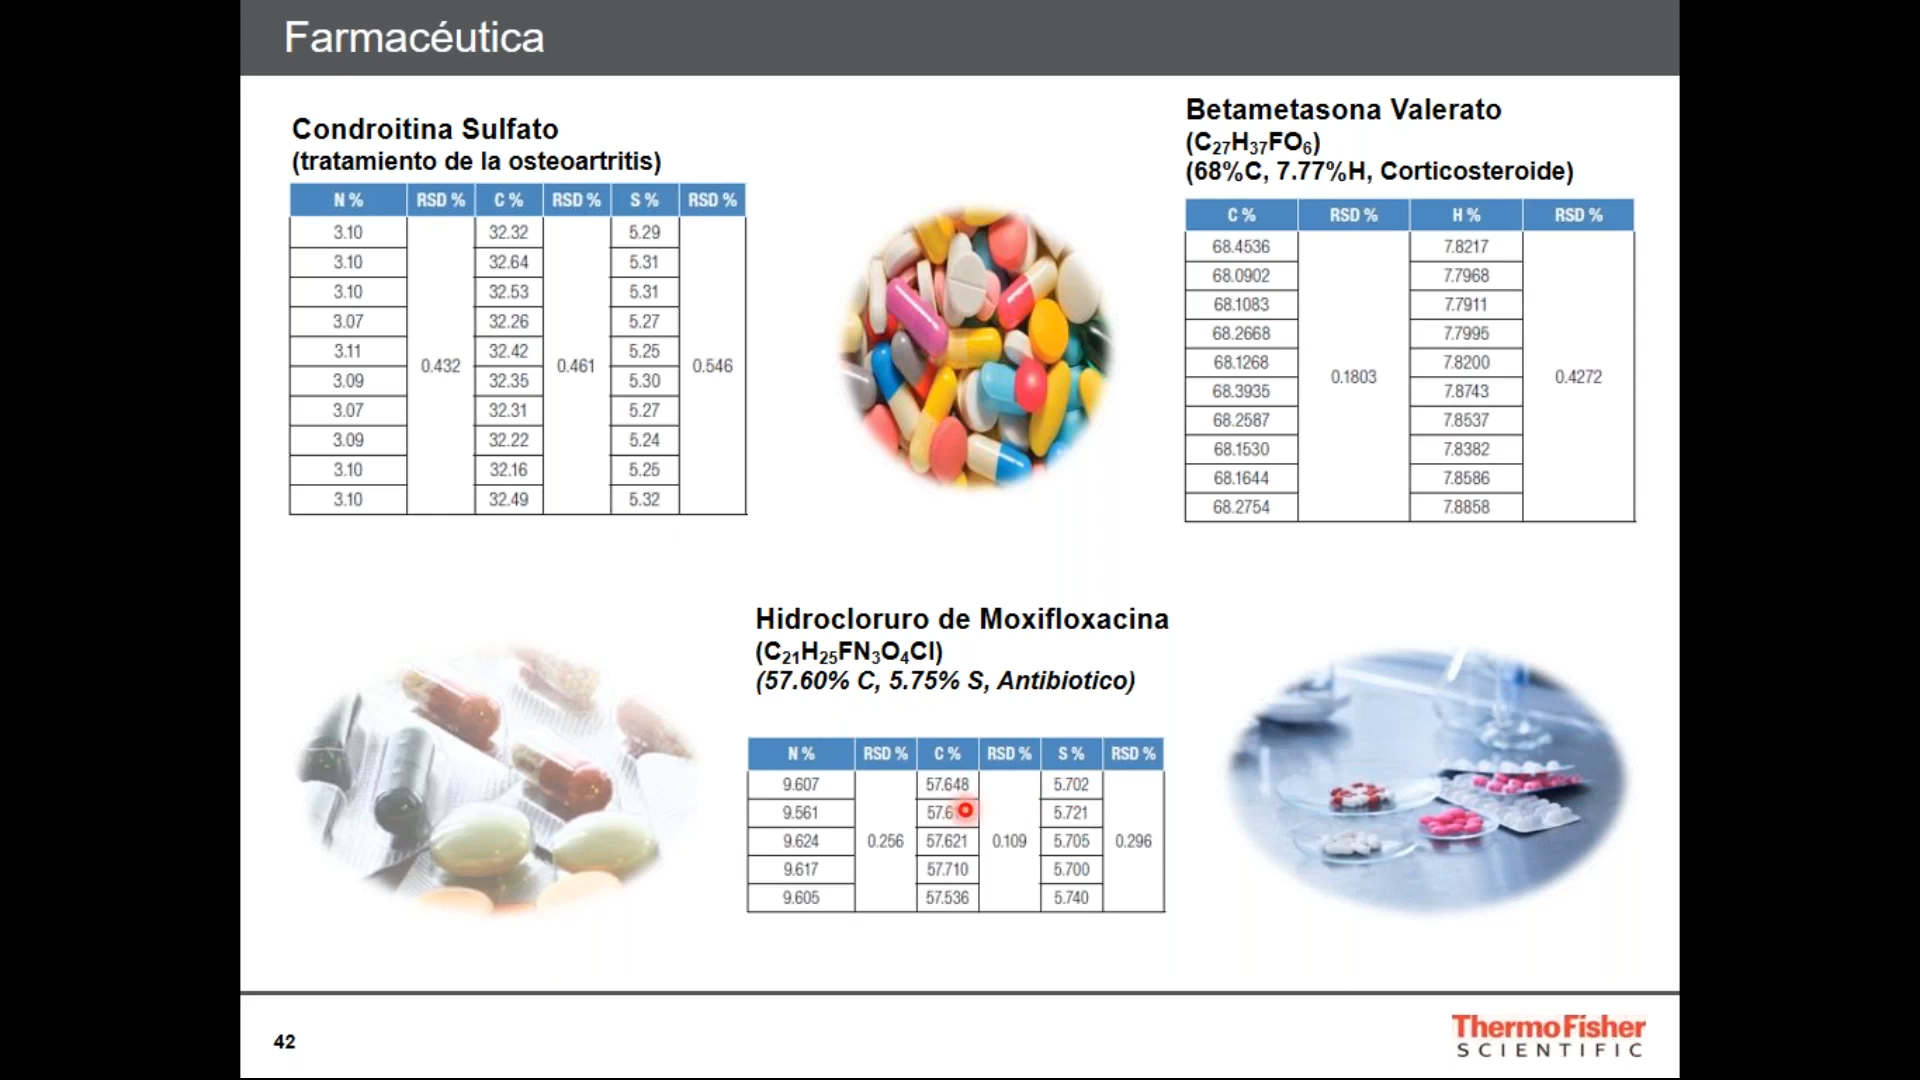 Farmacéutica
Condroitina Sulfato
(tratamiento de la osteoartritis)
N % RSD % C % RSD % S % RSD %
3.10 32.32 5.29
3.10 32.64 5.31
3.10 32.53 5.31
3.07 32.26 5.27
3.11 32.42 5.25
0.432 0.461 0.546
3.09 32.35 5.30
3.07 32.31 5.27
3.09 32.22 5.24
3.10 32.16 5.25
3.10 32.49 5.32
Betametasona Valerato
(C₂₇H₃₇FO₆)
(68%C, 7.77%H, Corticosteroide)
C % RSD % H % RSD %
68.4536 7.8217
68.0902 7.7968
68.1083 7.7911
68.2668 7.7995
68.1268 7.8200
0.1803 0.4272
68.3935 7.8743
68.2587 7.8537
68.1530 7.8382
68.1644 7.8586
68.2754 7.8858
Hidrocloruro de Moxifloxacina
(C₂₁H₂₅FN₃O₄Cl)
(57.60% C, 5.75% S, Antibiotico)
N % RSD % C % RSD % S % RSD %
9.607 57.648 5.702
9.561 5.721
9.624 0.256 57.621 0.109 5.705 0.296
9.617 57.710 5.700
9.605 57.536 5.740
42
ThermoFisher
SCIENTIFIC